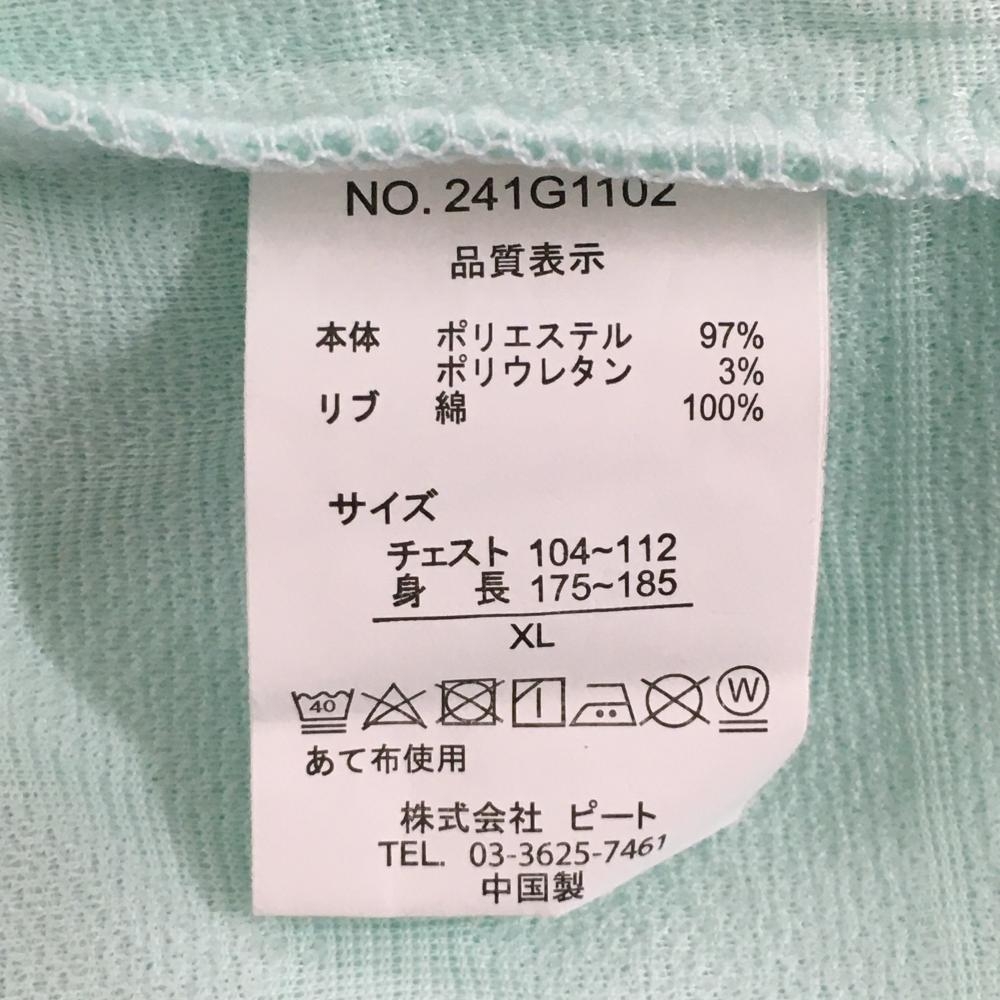 NO. 241G1102
品質表示
本体 ポリエステル 97%
ポリウレタン 3%
リブ 綿 100%
サイズ
チェスト 104~112
身 長 175~185
XL
40 W
あて布使用
株式会社 ピート
TEL. 03-3625-7461
中国製